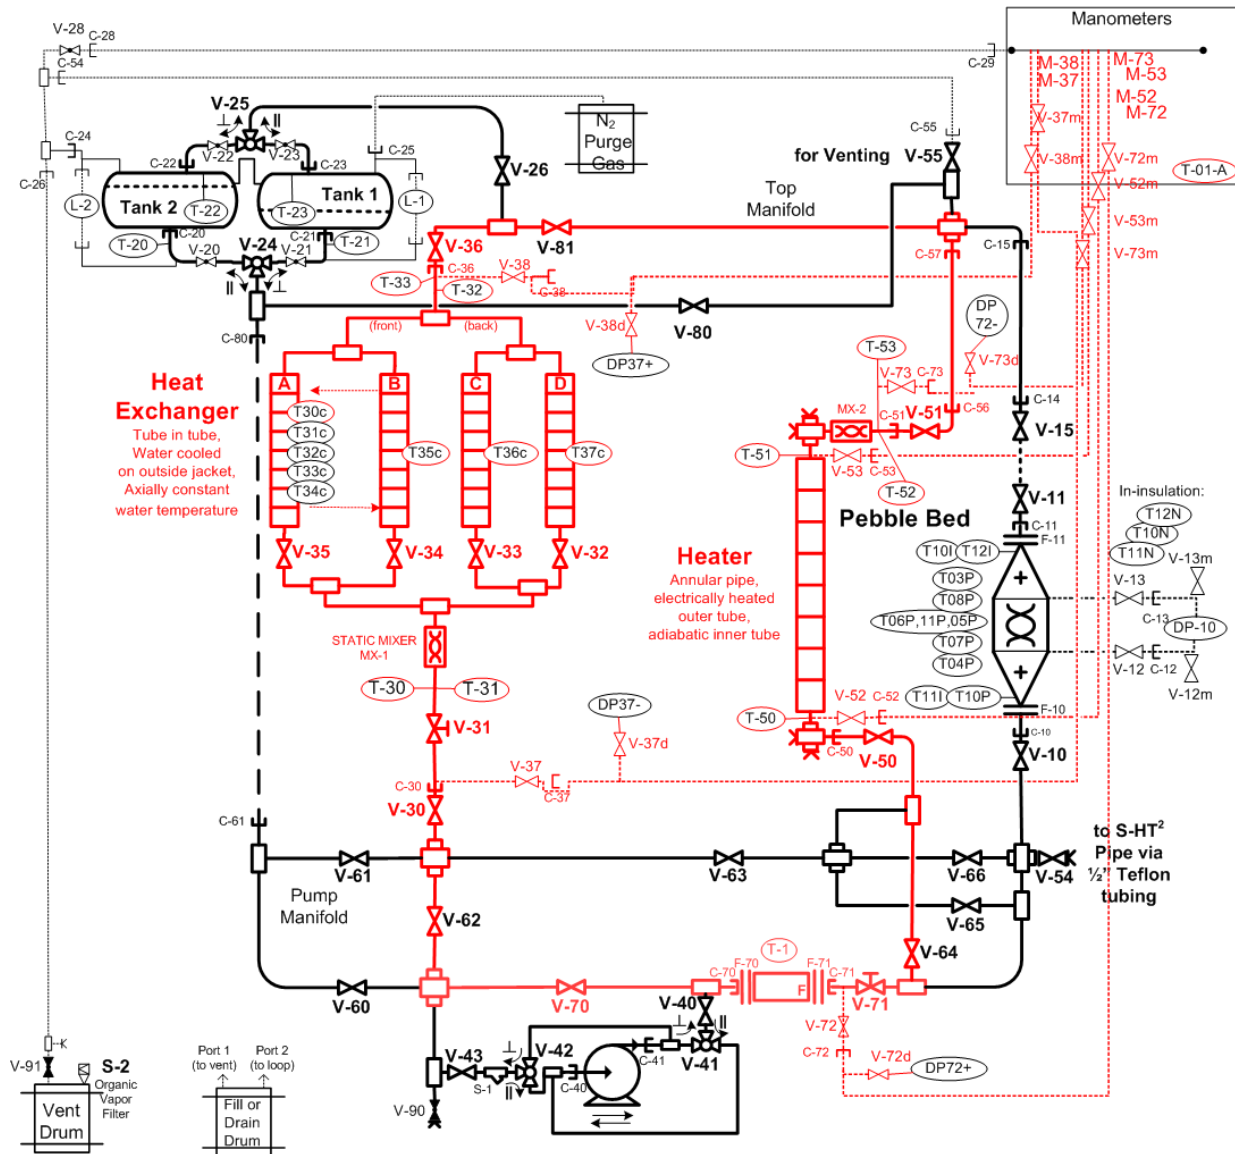 Manometers
V-28
C-28
C-54
C-29
M-38
M-37
M-73
M-53
M-52
M-72
V-37m
V-38m
V-72m
V-52m
V-53m
V-73m
T-01-A
V-25
⊥
||
C-24
C-26
C-22
V-22
V-23
C-23
C-25
N2
Purge
Gas
V-26
C-55
for Venting
V-55
L-2
Tank 2
T-22
Tank 1
T-23
L-1
Top
Manifold
C-20
T-20
V-20
V-24
V-21
C-21
T-21
||
⊥
V-36
V-81
C-57
C-15
C-36
V-38
C-38
T-33
T-32
C-80
(front)
(back)
V-38d
V-80
DP37+
DP
72-
T-53
V-73
C-73
V-73d
Heat
Exchanger
Tube in tube,
Water cooled
on outside jacket,
Axially constant
water temperature
A
B
C
D
T30c
T31c
T32c
T33c
T34c
T35c
T36c
T37c
MX-2
C-51
V-51
C-56
C-14
V-15
T-51
V-53
C-53
T-52
V-11
In-insulation:
T12N
T10N
T11N
Pebble Bed
C-11
F-11
T10I
T12I
V-35
V-34
V-33
V-32
Heater
Annular pipe,
electrically heated
outer tube,
adiabatic inner tube
T03P
T08P
T06P,11P,05P
T07P
T04P
V-13
V-13m
C-13
DP-10
V-12
C-12
V-12m
STATIC MIXER
MX-1
T-30
T-31
DP37-
V-52
C-52
T11I
T10P
F-10
T-50
V-31
V-37d
C-50
V-50
C-10
V-10
C-30
V-37
C-37
V-30
C-61
V-61
V-63
V-66
V-54
to S-HT2
Pipe via
½" Teflon
tubing
Pump
Manifold
V-62
V-65
V-64
T-1
F-70
F-71
C-70
C-71
F
V-60
V-70
V-40
V-71
V-72
V-43
V-42
⊥
||
S-1
C-40
C-41
V-41
⊥
||
C-72
V-72d
DP72+
V-90
V-91
S-2
Organic
Vapor
Filter
Vent
Drum
Port 1
(to vent)
Port 2
(to loop)
Fill or
Drain
Drum